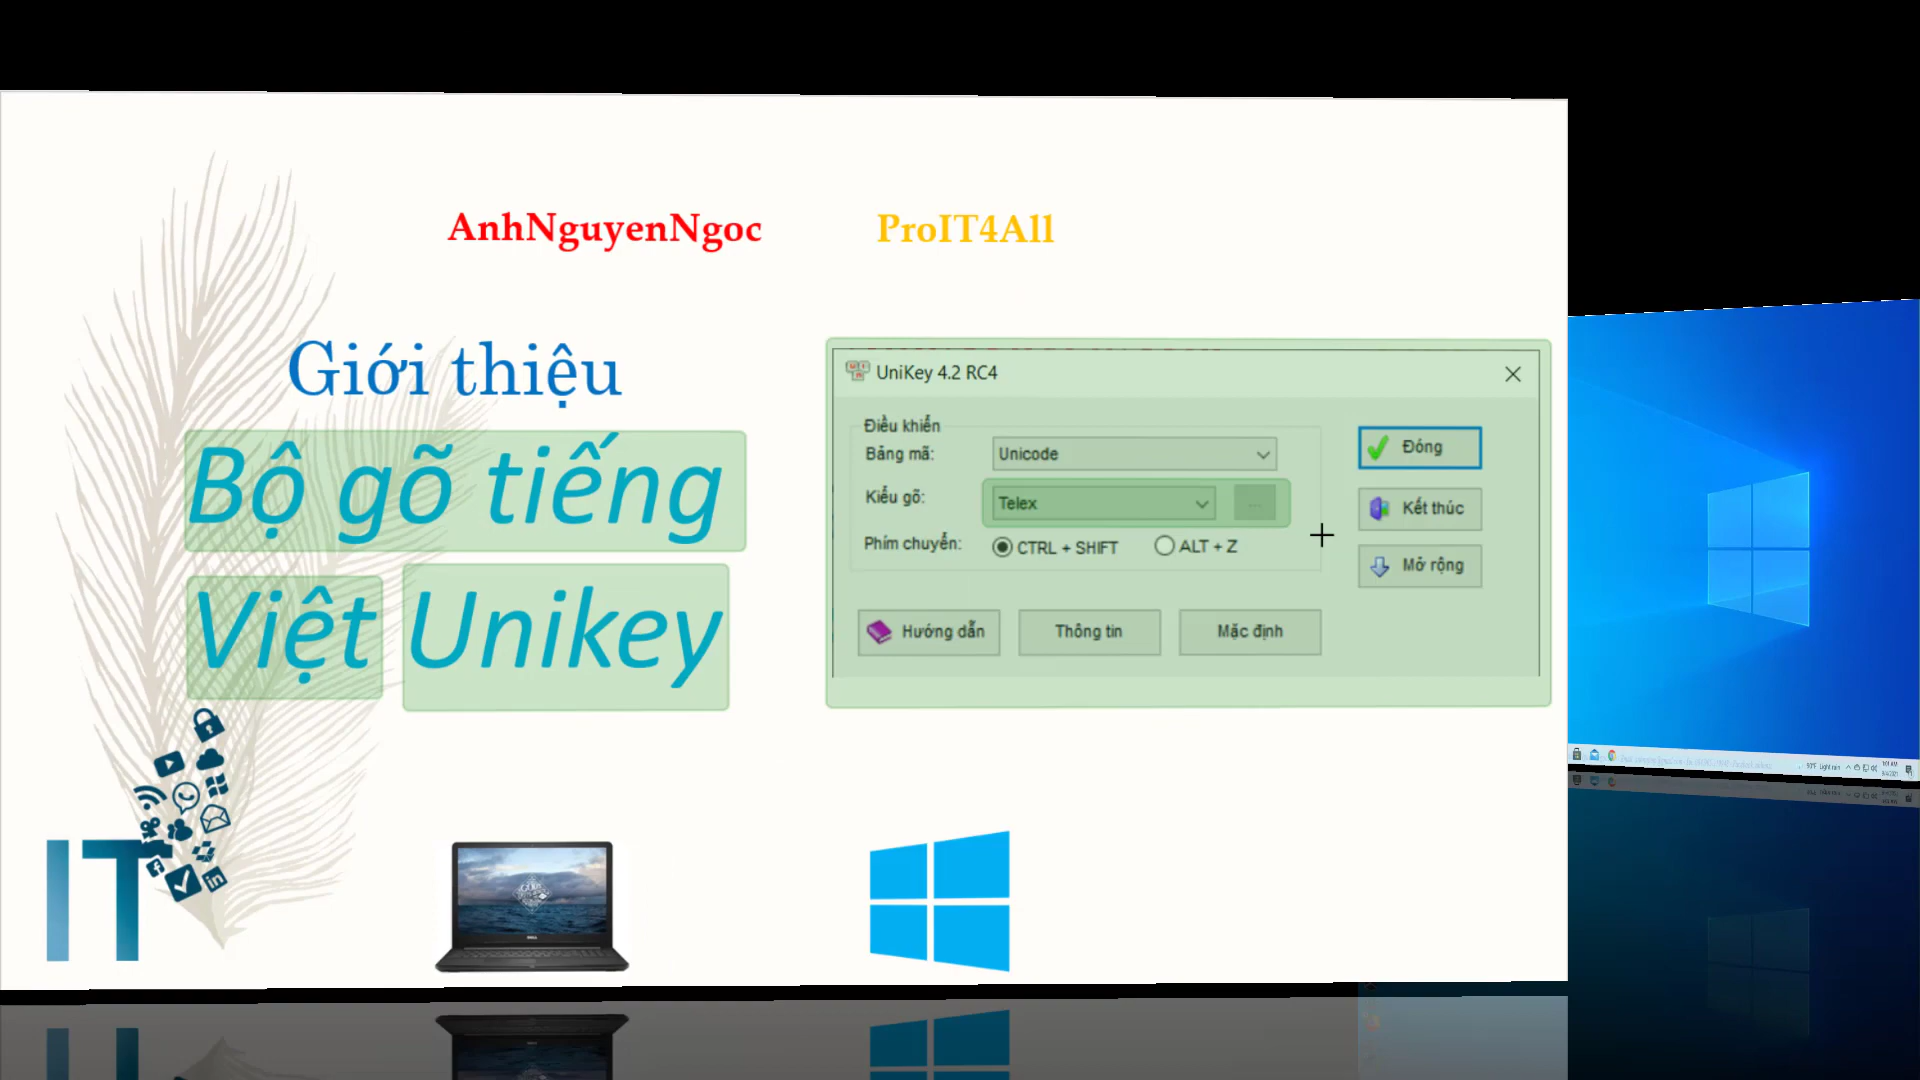 AnhNguyenNgoc ProIT4All
Giới thiệu
Bộ gõ tiếng
Việt Unikey
UniKey 4.2 RC4
Điều khiển
Bảng mã: Unicode
Kiểu gõ: Telex ...
Phím chuyển: CTRL + SHIFT ALT + Z
Đóng
Kết thúc
Mở rộng
Hướng dẫn Thông tin Mặc định
IT
Light rain